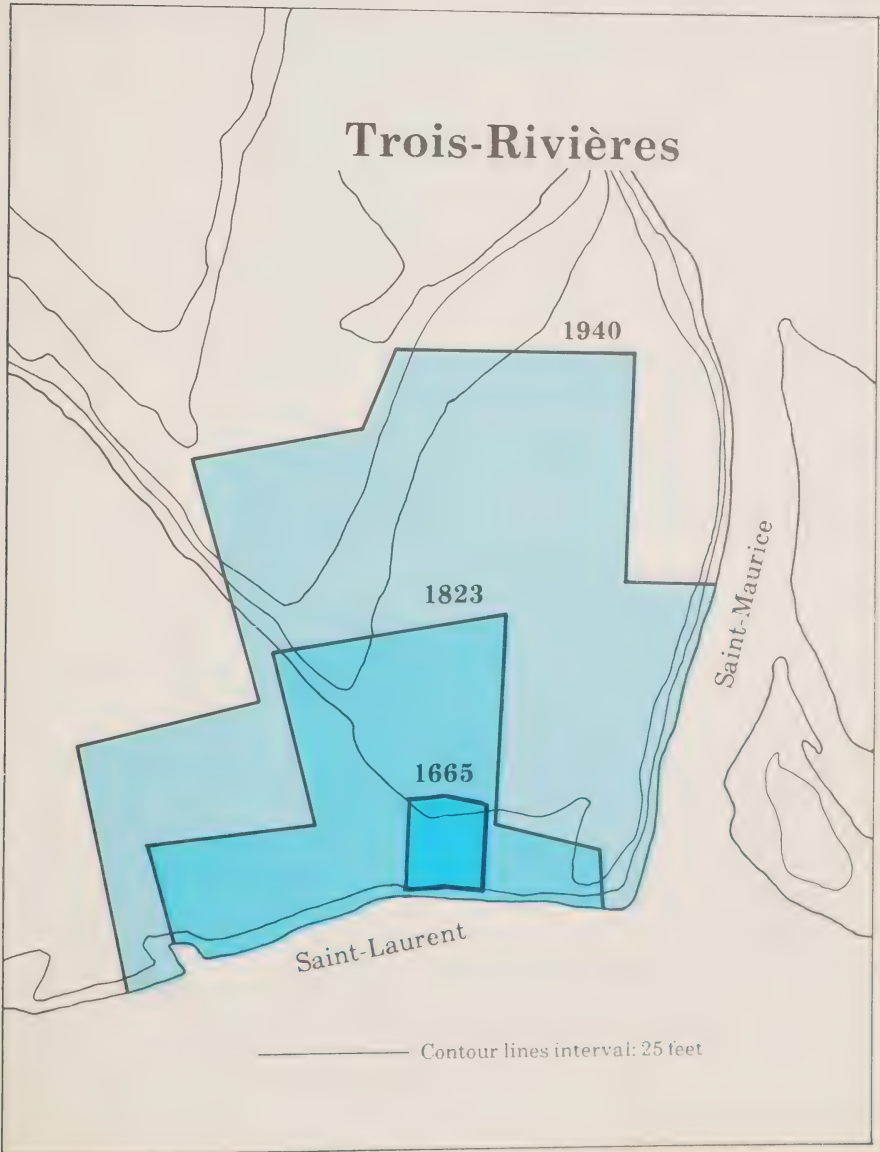 Trois-Rivières
1940
1823
Saint-Maurice
1665
Saint-Laurent
Contour lines interval: 25 feet